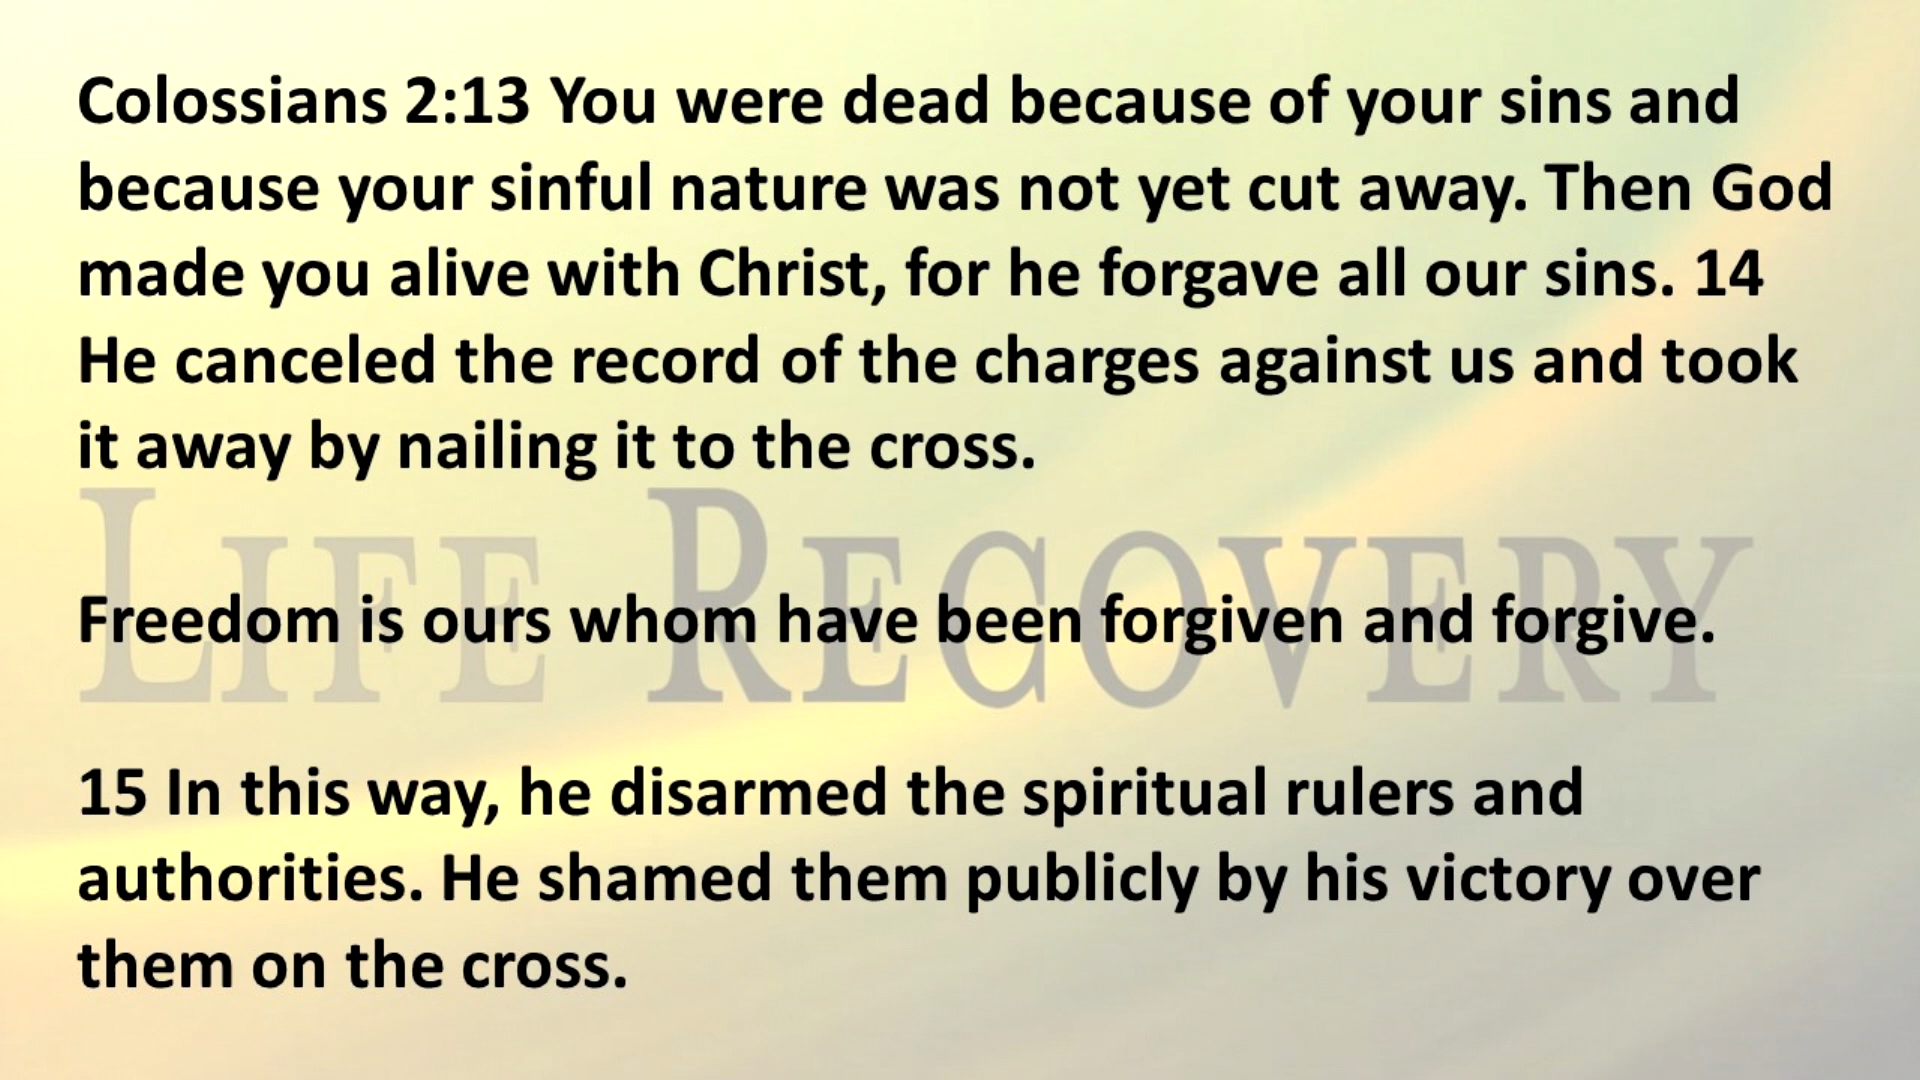 Colossians 2:13 You were dead because of your sins and
because your sinful nature was not yet cut away. Then God
made you alive with Christ, for he forgave all our sins. 14
He canceled the record of the charges against us and took
it away by nailing it to the cross.
LIFE RECOVERY
Freedom is ours whom have been forgiven and forgive.
15 In this way, he disarmed the spiritual rulers and
authorities. He shamed them publicly by his victory over
them on the cross.